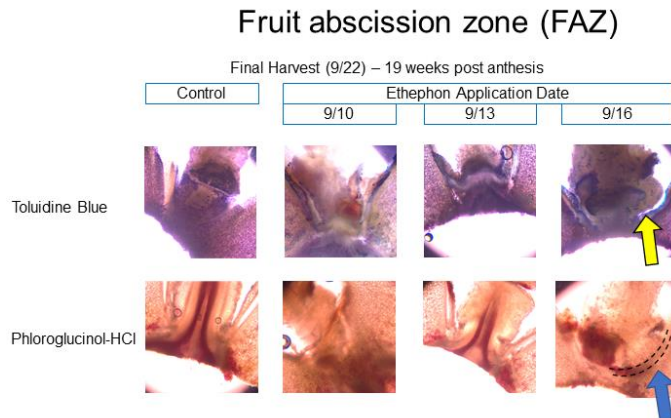 Fruit abscission zone (FAZ)
Final Harvest (9/22) – 19 weeks post anthesis
Control
Ethephon Application Date
9/10
9/13
9/16
Toluidine Blue
Phloroglucinol-HCl